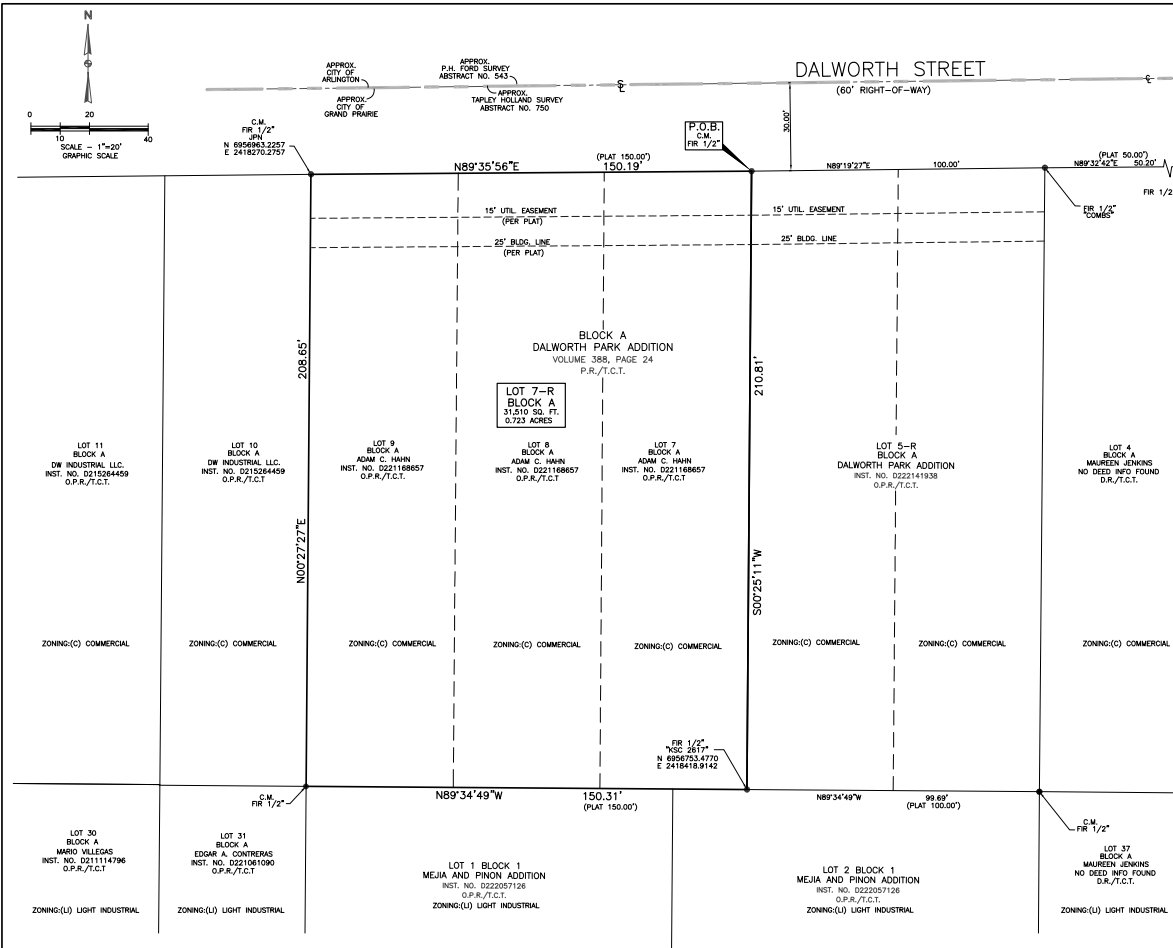 N
0 20
10 40
SCALE - 1"=20'
GRAPHIC SCALE
APPROX.
CITY OF
ARLINGTON
APPROX.
CITY OF
GRAND PRAIRIE
APPROX.
P.H. FORD SURVEY
ABSTRACT NO. 543
APPROX.
TAPLEY HOLLAND SURVEY
ABSTRACT NO. 750
DALWORTH STREET
(60' RIGHT-OF-WAY)
30.00'
C.M.
FIR 1/2"
JPN
N 6956963.2257
E 2418270.2757
P.O.B.
C.M.
FIR 1/2"
(PLAT 150.00')
N89°35'56"E 150.19'
N89°19'27"E 100.00'
(PLAT 50.00')
N89°32'42"E 50.20'
FIR 1/2
FIR 1/2"
"COMBS"
15' UTIL. EASEMENT
(PER PLAT)
15' UTIL. EASEMENT
25' BLDG. LINE
(PER PLAT)
25' BLDG. LINE
BLOCK A
DALWORTH PARK ADDITION
VOLUME 388, PAGE 24
P.R./T.C.T.
LOT 7-R
BLOCK A
31,510 SQ. FT.
0.723 ACRES
208.65'
N00°27'27"E
210.81'
S00°25'11"W
LOT 11
BLOCK A
DW INDUSTRIAL LLC.
INST. NO. D215264459
O.P.R./T.C.T.
LOT 10
BLOCK A
DW INDUSTRIAL LLC.
INST. NO. D215264459
O.P.R./T.C.T
LOT 9
BLOCK A
ADAM C. HAHN
INST. NO. D221168657
O.P.R./T.C.T
LOT 8
BLOCK A
ADAM C. HAHN
INST. NO. D221168657
O.P.R./T.C.T
LOT 7
BLOCK A
ADAM C. HAHN
INST. NO. D221168657
O.P.R./T.C.T
LOT 5-R
BLOCK A
DALWORTH PARK ADDITION
INST. NO. D222141938
O.P.R./T.C.T.
LOT 4
BLOCK A
MAUREEN JENKINS
NO DEED INFO FOUND
D.R./T.C.T.
ZONING:(C) COMMERCIAL
ZONING:(C) COMMERCIAL
ZONING:(C) COMMERCIAL
ZONING:(C) COMMERCIAL
ZONING:(C) COMMERCIAL
ZONING:(C) COMMERCIAL
ZONING:(C) COMMERCIAL
ZONING:(C) COMMERCIAL
FIR 1/2"
"KSC 2617"
N 6956753.4770
E 2418418.9142
C.M.
FIR 1/2"
N89°34'49"W 150.31'
(PLAT 150.00')
N89°34'49"W 99.69'
(PLAT 100.00')
C.M.
FIR 1/2"
LOT 30
BLOCK A
MARIO VILLEGAS
INST. NO. D211114796
O.P.R./T.C.T
LOT 31
BLOCK A
EDGAR A. CONTRERAS
INST. NO. D221061090
O.P.R./T.C.T
LOT 1 BLOCK 1
MEJIA AND PINON ADDITION
INST. NO. D222057126
O.P.R./T.C.T.
ZONING:(LI) LIGHT INDUSTRIAL
LOT 2 BLOCK 1
MEJIA AND PINON ADDITION
INST. NO. D222057126
O.P.R./T.C.T.
ZONING:(LI) LIGHT INDUSTRIAL
LOT 37
BLOCK A
MAUREEN JENKINS
NO DEED INFO FOUND
D.R./T.C.T.
ZONING:(LI) LIGHT INDUSTRIAL
ZONING:(LI) LIGHT INDUSTRIAL
ZONING:(LI) LIGHT INDUSTRIAL